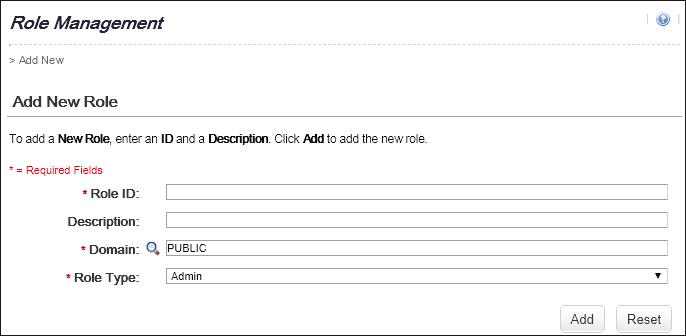 Role Management
> Add New
Add New Role
To add a New Role, enter an ID and a Description. Click Add to add the new role.
* = Required Fields
* Role ID:
Description:
* Domain: PUBLIC
* Role Type: Admin
Add Reset